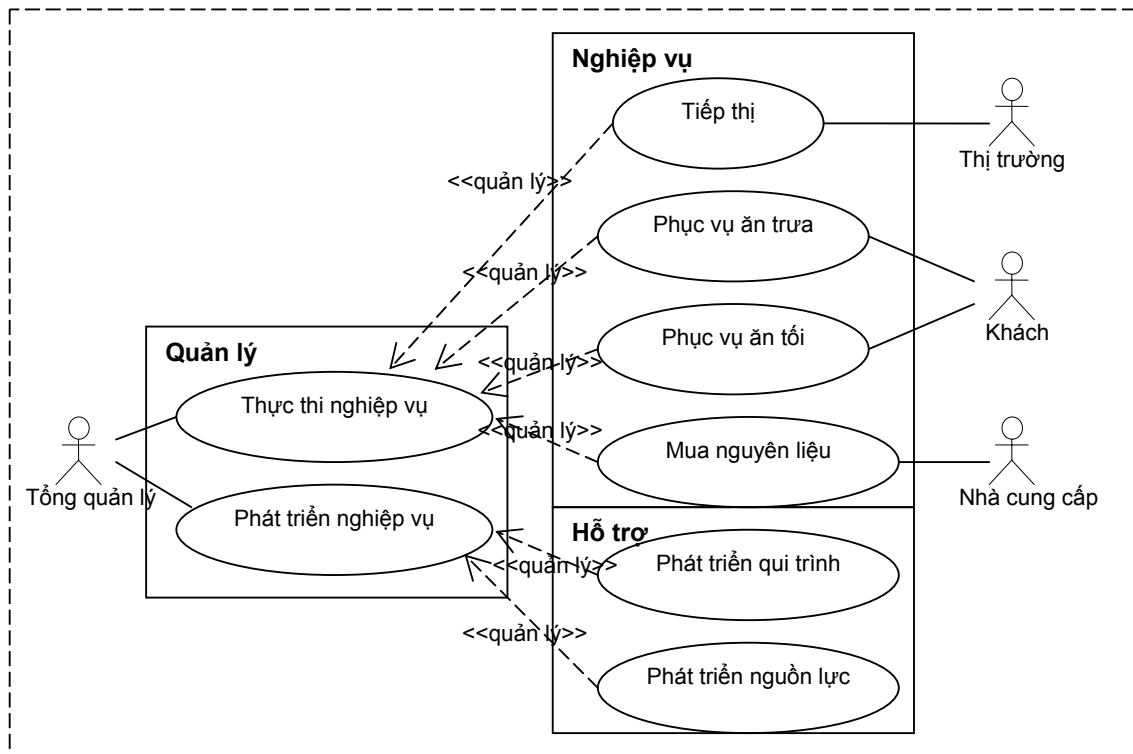 Nghiệp vụ
Tiếp thị
Thị trường
<<quản lý>>
Phục vụ ăn trưa
<<quản lý>>
Khách
Phục vụ ăn tối
Quản lý
<<quản lý>>
Thực thi nghiệp vụ
<<quản lý>>
Mua nguyên liệu
Tổng quản lý
Nhà cung cấp
Phát triển nghiệp vụ
Hỗ trợ
<<quản lý>>
Phát triển qui trình
<<quản lý>>
Phát triển nguồn lực